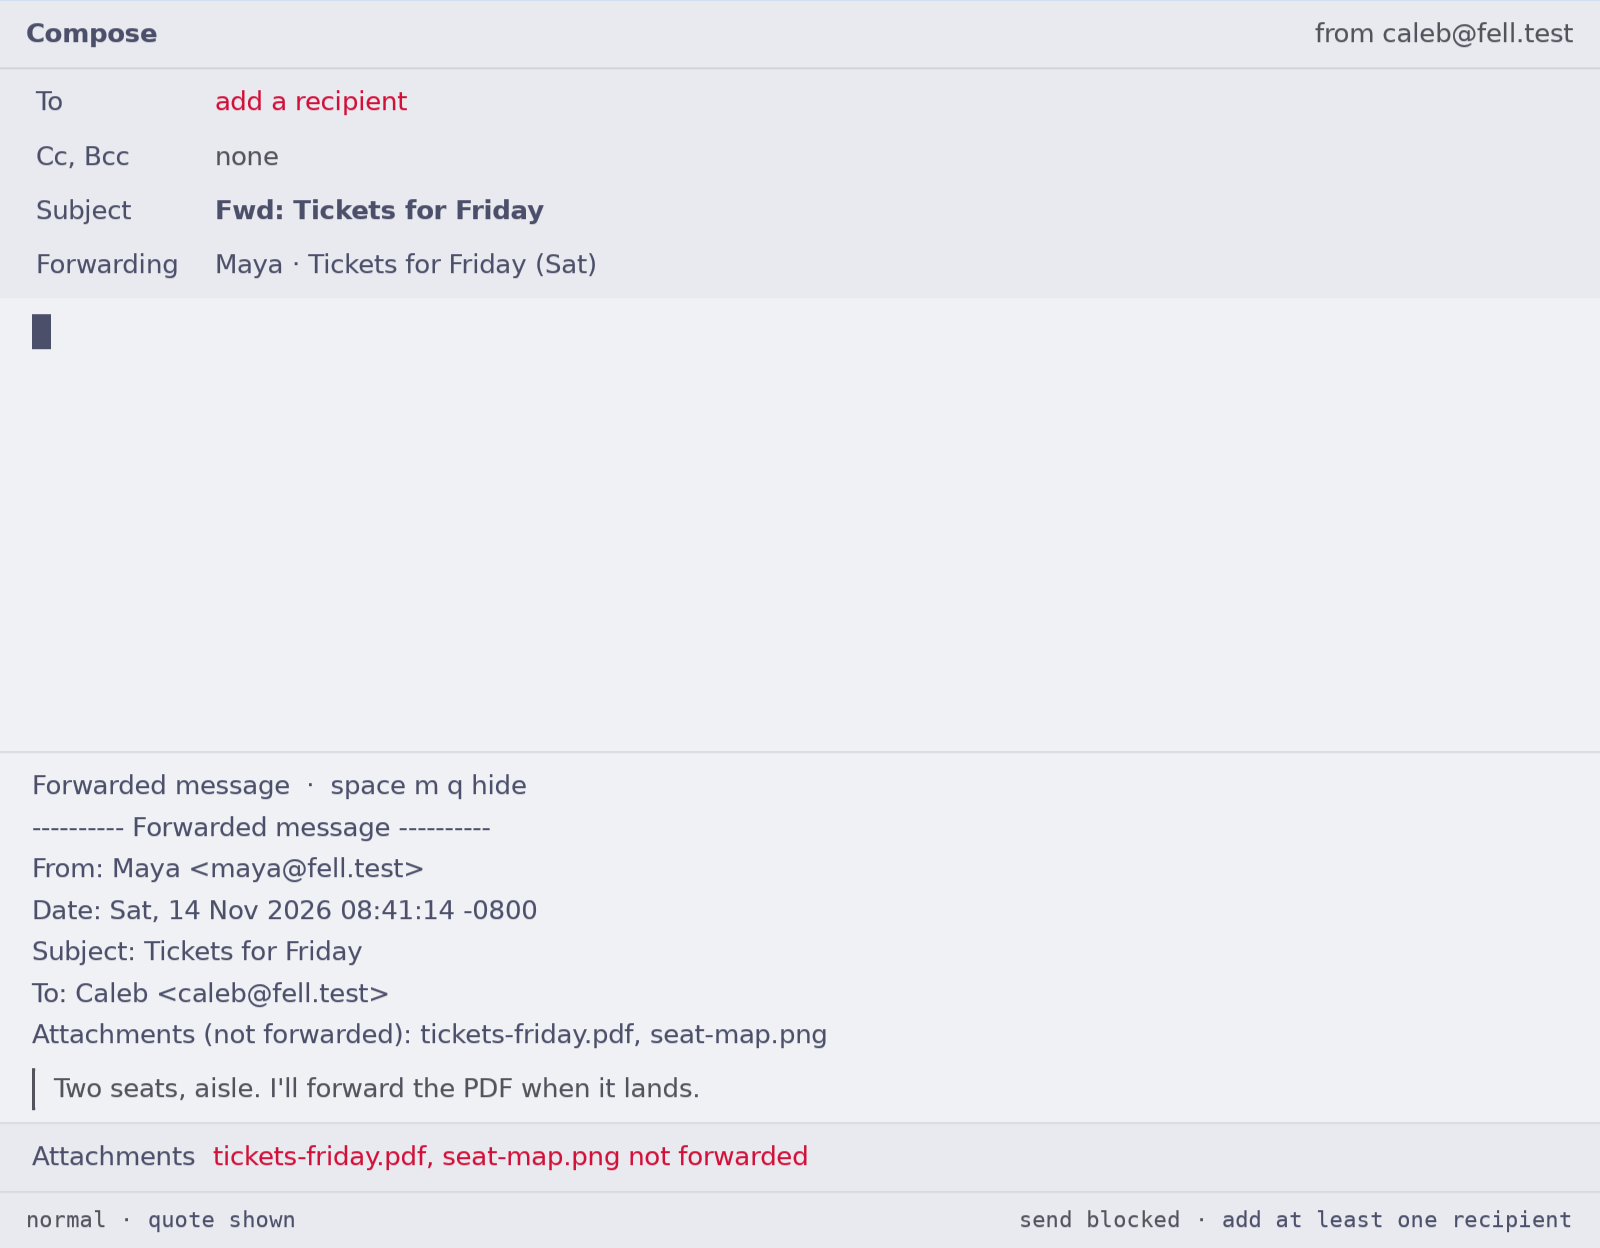 Compose from caleb@fell.test
To add a recipient
Cc, Bcc none
Subject Fwd: Tickets for Friday
Forwarding Maya · Tickets for Friday (Sat)
Forwarded message · space m q hide
---------- Forwarded message ----------
From: Maya <maya@fell.test>
Date: Sat, 14 Nov 2026 08:41:14 -0800
Subject: Tickets for Friday
To: Caleb <caleb@fell.test>
Attachments (not forwarded): tickets-friday.pdf, seat-map.png
Two seats, aisle. I'll forward the PDF when it lands.
Attachments tickets-friday.pdf, seat-map.png not forwarded
normal · quote shown send blocked · add at least one recipient